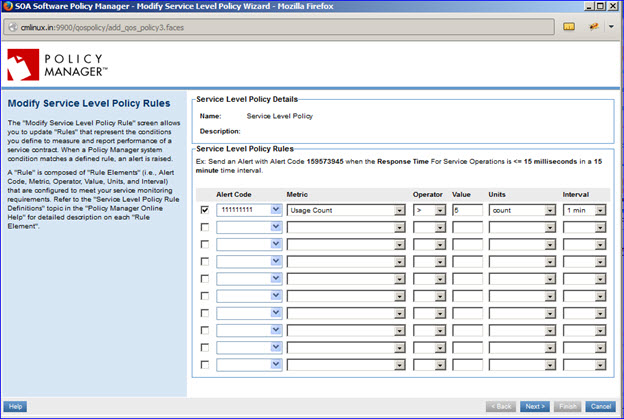 SOA Software Policy Manager - Modify Service Level Policy Wizard - Mozilla Firefox
cmlinux.in:9900/qospolicy/add_qos_policy3.faces
POLICY
MANAGER™
Modify Service Level Policy Rules
The "Modify Service Level Policy Rule" screen allows
you to update "Rules" that represent the conditions
you define to measure and report performance of a
service contract. When a Policy Manager system
condition matches a defined rule, an alert is raised.
A "Rule" is composed of "Rule Elements" (i.e., Alert
Code, Metric, Operator, Value, Units, and Interval)
that are configured to meet your service monitoring
requirements. Refer to the "Service Level Policy Rule
Definitions" topic in the "Policy Manager Online
Help" for detailed description on each "Rule
Element".
Service Level Policy Details
Name: Service Level Policy
Description:
Service Level Policy Rules
Ex: Send an Alert with Alert Code 159573945 when the Response Time For Service Operations is <= 15 milliseconds in a 15
minute time interval.
Alert Code Metric Operator Value Units Interval
111111111 Usage Count > 5 count 1 min
Help < Back Next > Finish Cancel